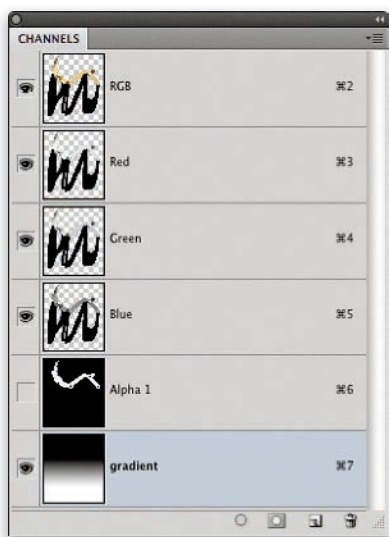 CHANNELS
RGB ⌘2
Red ⌘3
Green ⌘4
Blue ⌘5
Alpha 1 ⌘6
gradient ⌘7